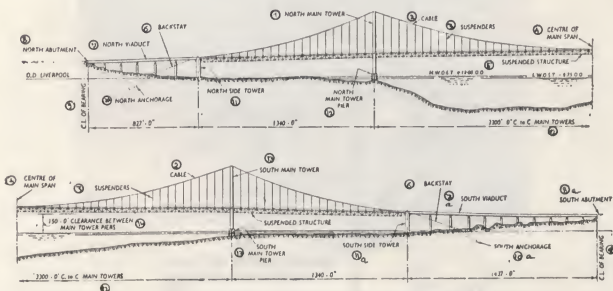 NORTH MAIN TOWER
CABLE
SUSPENDERS
CENTRE OF
MAIN SPAN
BACKSTAY
NORTH VIADUCT
NORTH ABUTMENT
SUSPENDED STRUCTURE
O.D LIVERPOOL
NORTH ANCHORAGE
NORTH SIDE TOWER
NORTH
MAIN TOWER
PIER
C.L. OF BEARING
827'-0"
1340'-0"
3300'-0" C. to C. MAIN TOWERS
CENTRE OF
MAIN SPAN
SUSPENDERS
CABLE
SOUTH MAIN TOWER
BACKSTAY
SOUTH VIADUCT
SOUTH ABUTMENT
150'-0" CLEARANCE BETWEEN
MAIN TOWER PIERS
SUSPENDED STRUCTURE
SOUTH
MAIN TOWER
PIER
SOUTH SIDE TOWER
SOUTH ANCHORAGE
C.L. OF BEARING
3300'-0" C. to C. MAIN TOWERS
1340'-0"
1437'-0"